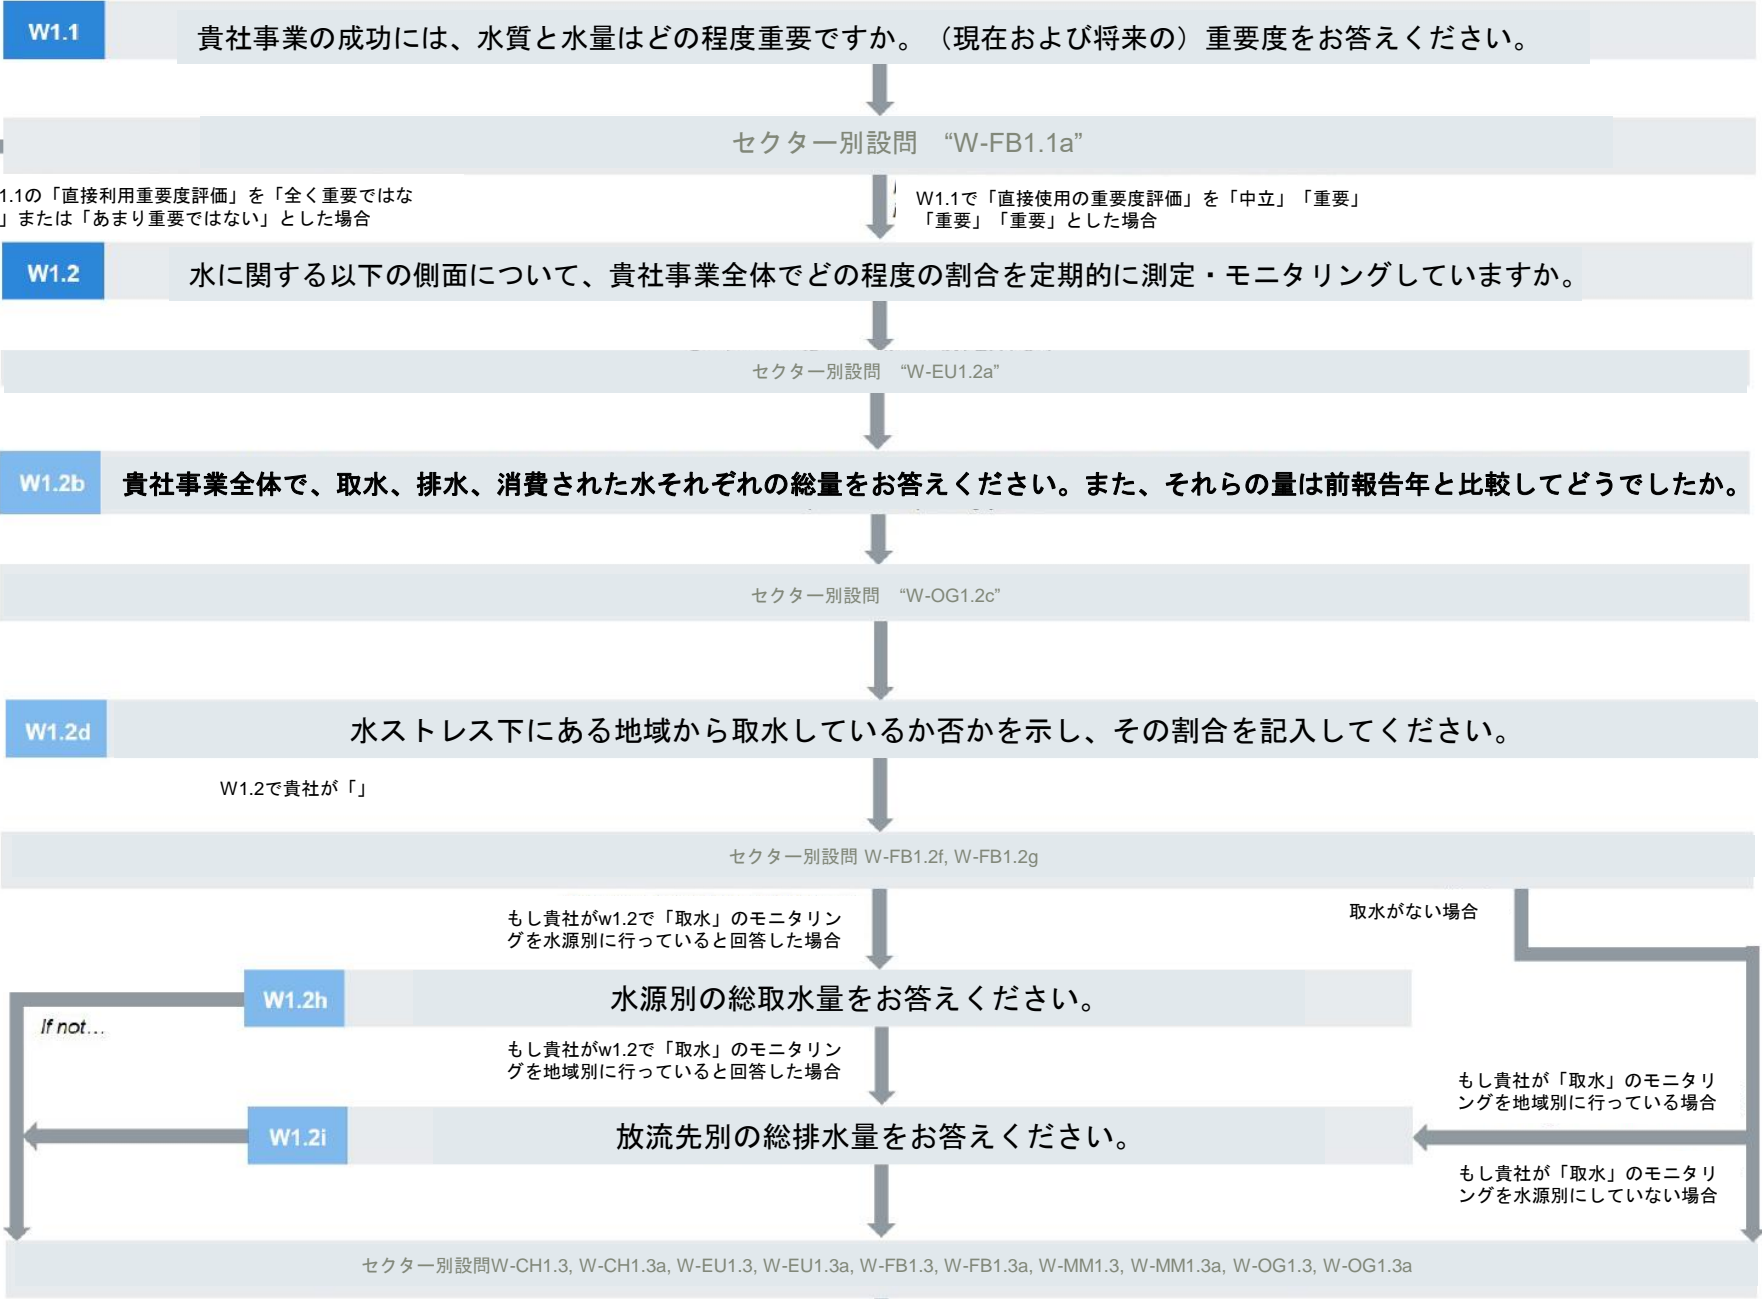 W1.1
貴社事業の成功には、水質と水量はどの程度重要ですか。（現在および将来の）重要度をお答えください。
セクター別設問　“W-FB1.1a”
1.1の「直接利用重要度評価」を「全く重要ではな
」または「あまり重要ではない」とした場合
W1.1で「直接使用の重要度評価」を「中立」「重要」
「重要」「重要」とした場合
W1.2
水に関する以下の側面について、貴社事業全体でどの程度の割合を定期的に測定・モニタリングしていますか。
セクター別設問　“W-EU1.2a”
W1.2b
貴社事業全体で、取水、排水、消費された水それぞれの総量をお答えください。また、それらの量は前報告年と比較してどうでしたか。
セクター別設問　“W-OG1.2c”
W1.2d
水ストレス下にある地域から取水しているか否かを示し、その割合を記入してください。
W1.2で貴社が「」
セクター別設問 W-FB1.2f, W-FB1.2g
もし貴社がw1.2で「取水」のモニタリン
グを水源別に行っていると回答した場合
取水がない場合
W1.2h
水源別の総取水量をお答えください。
If not…
もし貴社がw1.2で「取水」のモニタリン
グを地域別に行っていると回答した場合
もし貴社が「取水」のモニタリ
ングを地域別に行っている場合
W1.2i
放流先別の総排水量をお答えください。
もし貴社が「取水」のモニタリ
ングを水源別にしていない場合
セクター別設問W-CH1.3, W-CH1.3a, W-EU1.3, W-EU1.3a, W-FB1.3, W-FB1.3a, W-MM1.3, W-MM1.3a, W-OG1.3, W-OG1.3a